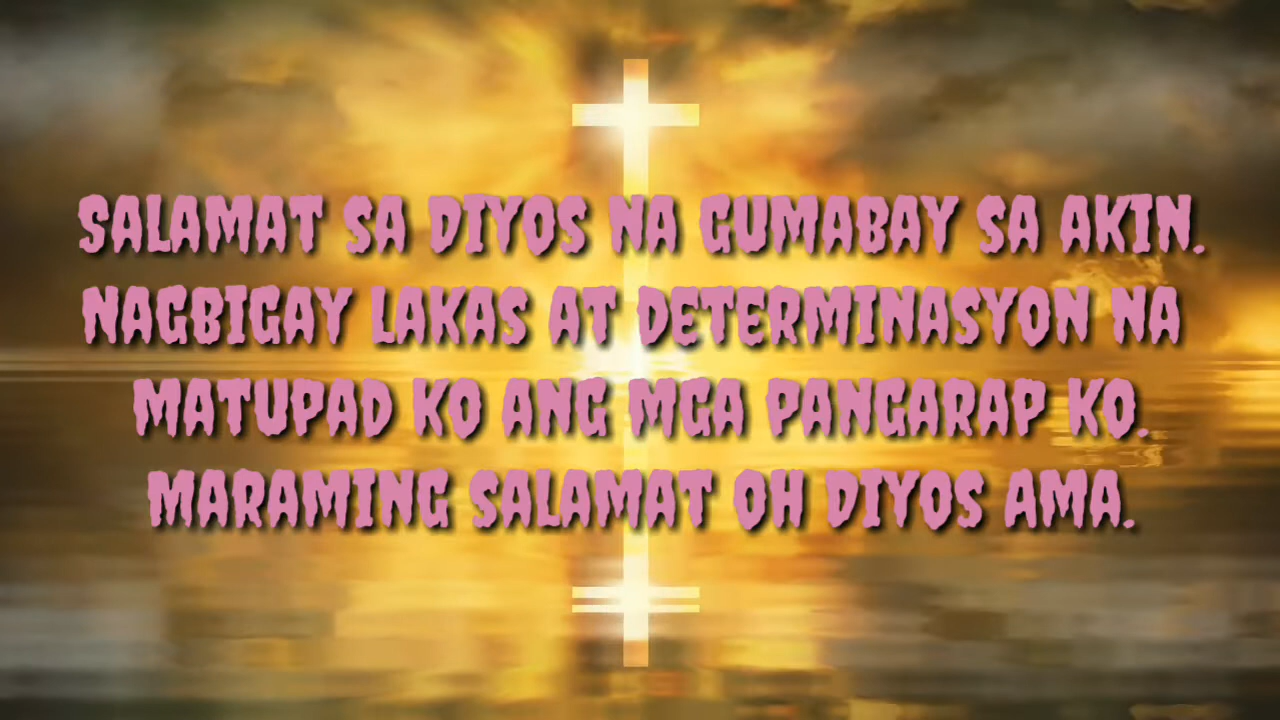 SALAMAT SA DIYOS NA GUMABAY SA AKIN.
NAGBIGAY LAKAS AT DETERMINASYON NA
MATUPAD KO ANG MGA PANGARAP KO.
MARAMING SALAMAT OH DIYOS AMA.